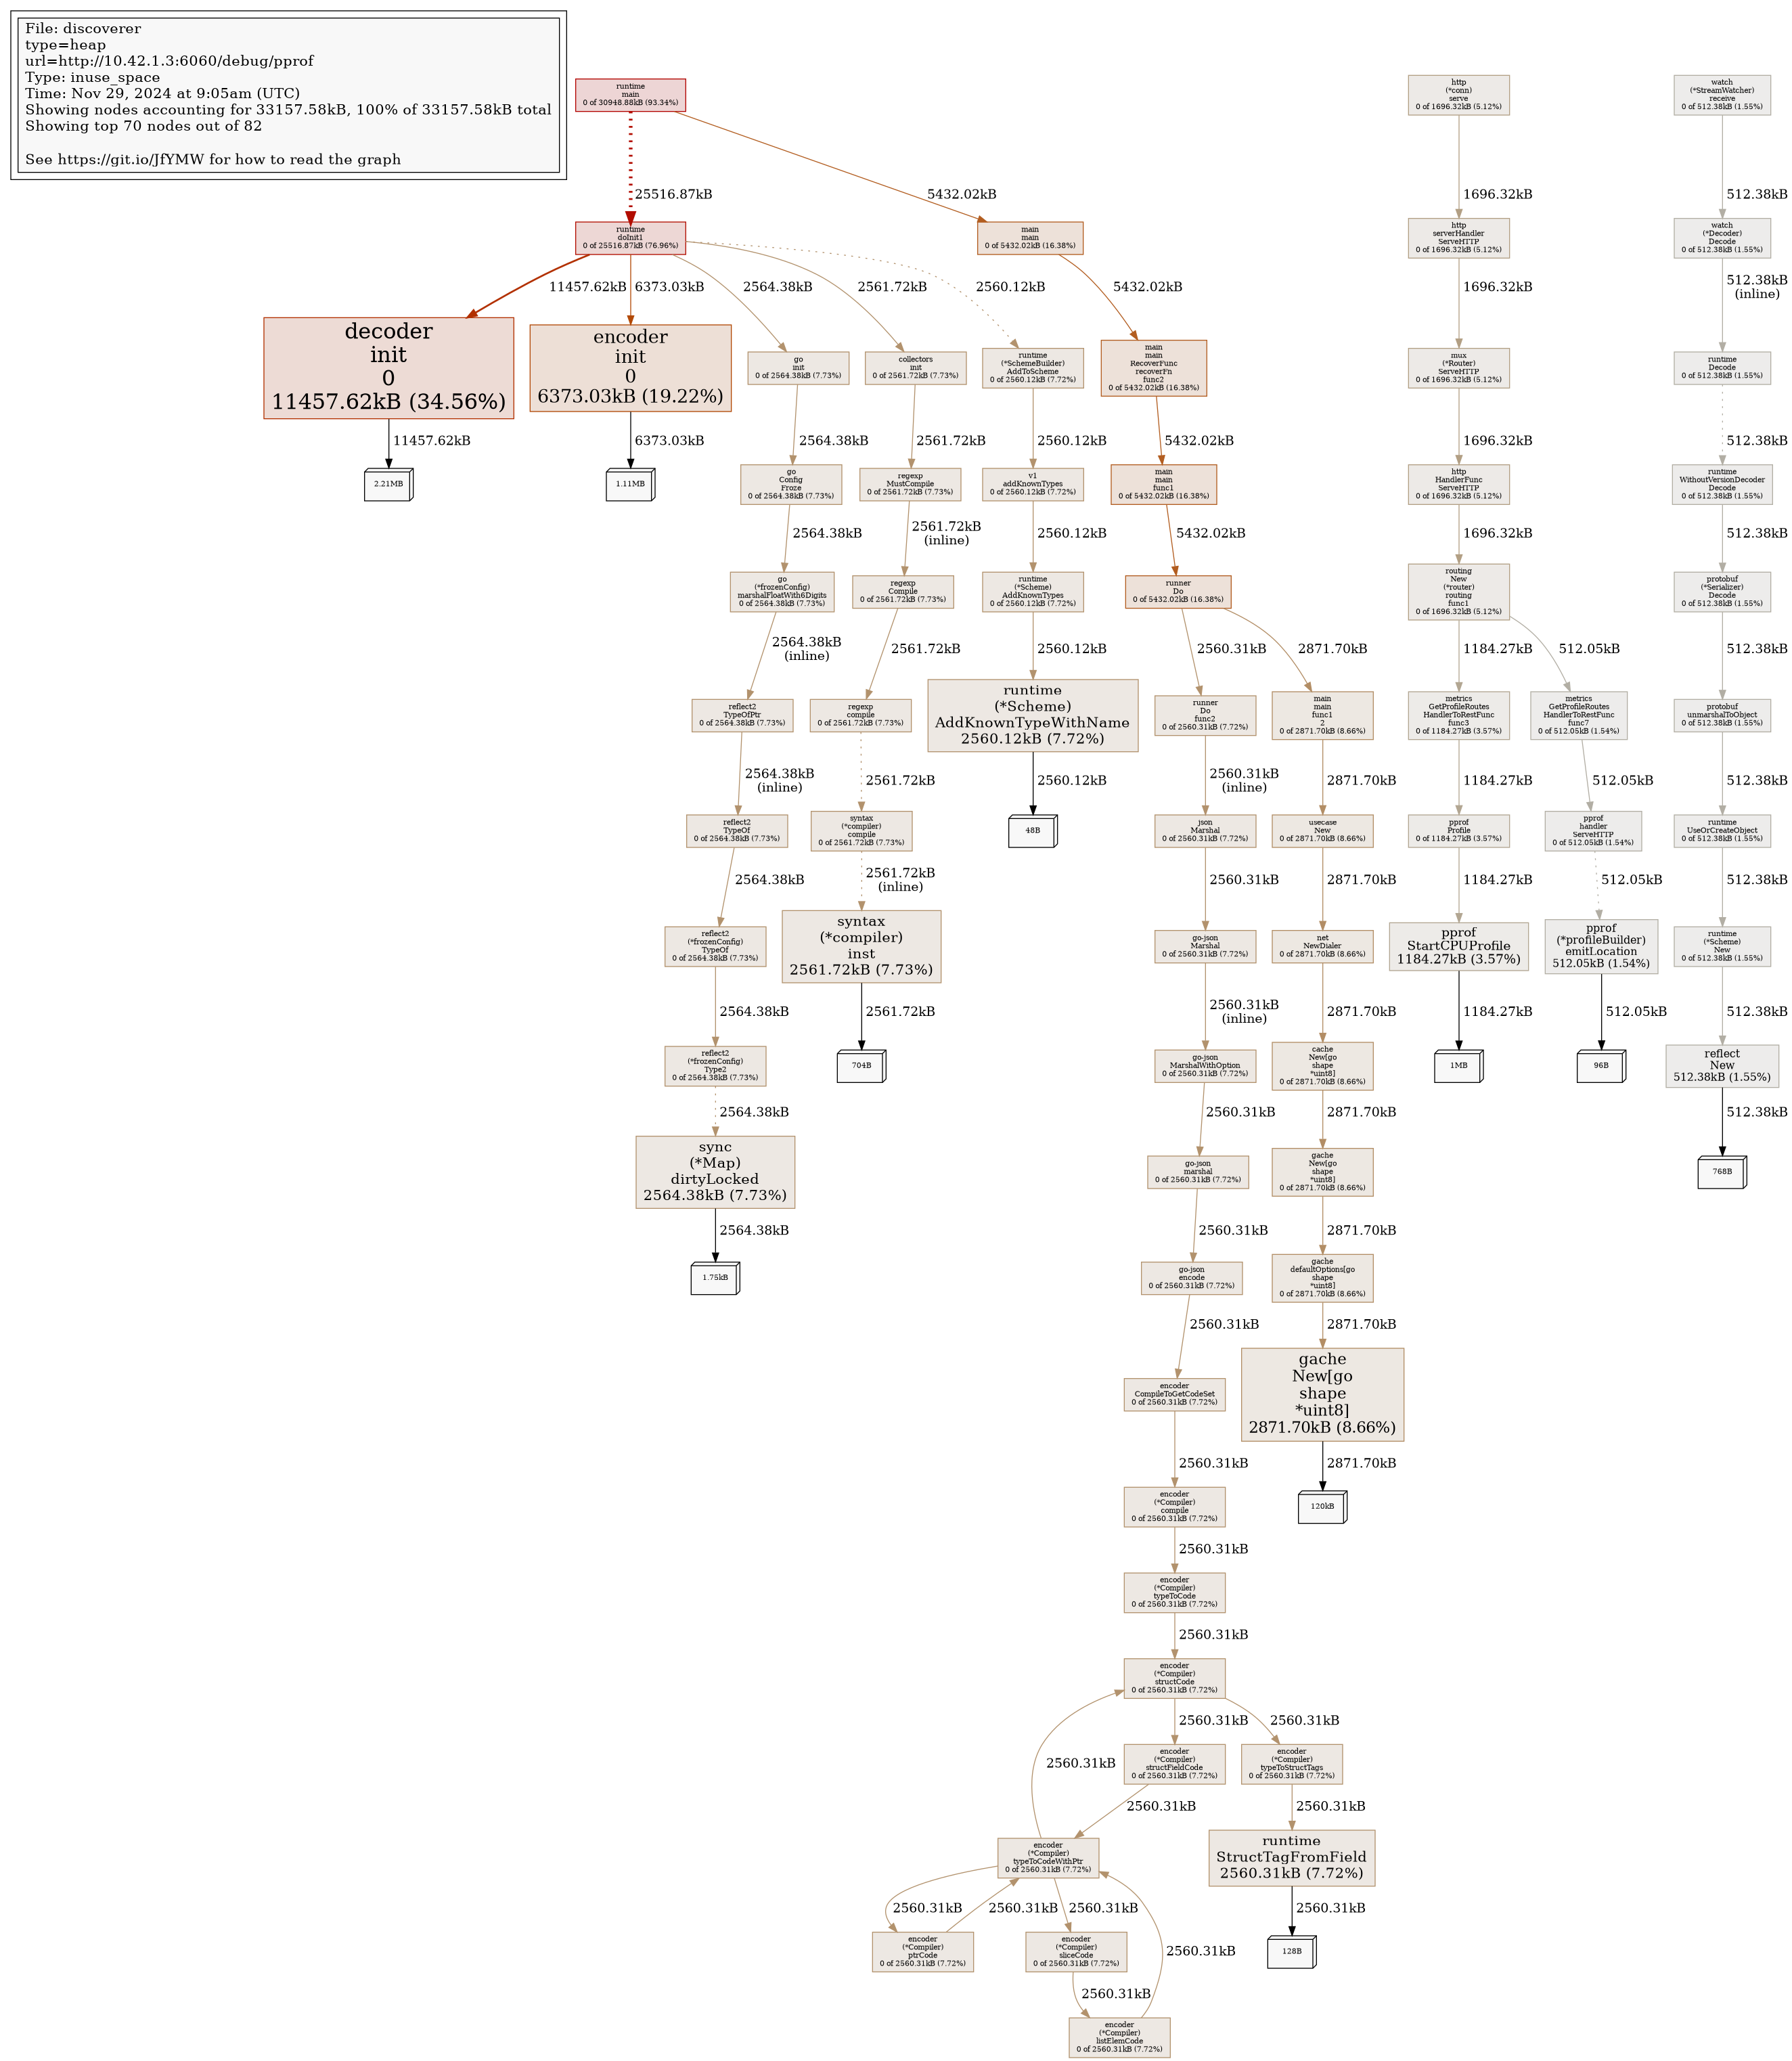 File: discoverer
type=heap
url=http://10.42.1.3:6060/debug/pprof
Type: inuse_space
Time: Nov 29, 2024 at 9:05am (UTC)
Showing nodes accounting for 33157.58kB, 100% of 33157.58kB total
Showing top 70 nodes out of 82
See https://git.io/JfYMW for how to read the graph
runtime
main
0 of 30948.88kB (93.34%)
http
(*conn)
serve
0 of 1696.32kB (5.12%)
watch
(*StreamWatcher)
receive
0 of 512.38kB (1.55%)
25516.87kB
5432.02kB
1696.32kB
512.38kB
runtime
doInit1
0 of 25516.87kB (76.96%)
main
main
0 of 5432.02kB (16.38%)
http
serverHandler
ServeHTTP
0 of 1696.32kB (5.12%)
watch
(*Decoder)
Decode
0 of 512.38kB (1.55%)
11457.62kB
6373.03kB
2564.38kB
2561.72kB
2560.12kB
5432.02kB
1696.32kB
512.38kB
(inline)
decoder
init
0
11457.62kB (34.56%)
encoder
init
0
6373.03kB (19.22%)
go
init
0 of 2564.38kB (7.73%)
collectors
init
0 of 2561.72kB (7.73%)
runtime
(*SchemeBuilder)
AddToScheme
0 of 2560.12kB (7.72%)
main
main
RecoverFunc
recoverFn
func2
0 of 5432.02kB (16.38%)
mux
(*Router)
ServeHTTP
0 of 1696.32kB (5.12%)
runtime
Decode
0 of 512.38kB (1.55%)
11457.62kB
6373.03kB
2564.38kB
2561.72kB
2560.12kB
5432.02kB
1696.32kB
512.38kB
2.21MB
1.11MB
go
Config
Froze
0 of 2564.38kB (7.73%)
regexp
MustCompile
0 of 2561.72kB (7.73%)
v1
addKnownTypes
0 of 2560.12kB (7.72%)
main
main
func1
0 of 5432.02kB (16.38%)
http
HandlerFunc
ServeHTTP
0 of 1696.32kB (5.12%)
runtime
WithoutVersionDecoder
Decode
0 of 512.38kB (1.55%)
2564.38kB
2561.72kB
(inline)
2560.12kB
5432.02kB
1696.32kB
512.38kB
go
(*frozenConfig)
marshalFloatWith6Digits
0 of 2564.38kB (7.73%)
regexp
Compile
0 of 2561.72kB (7.73%)
runtime
(*Scheme)
AddKnownTypes
0 of 2560.12kB (7.72%)
runner
Do
0 of 5432.02kB (16.38%)
routing
New
(*router)
routing
func1
0 of 1696.32kB (5.12%)
protobuf
(*Serializer)
Decode
0 of 512.38kB (1.55%)
2564.38kB
(inline)
2561.72kB
2560.12kB
2560.31kB
2871.70kB
1184.27kB
512.05kB
512.38kB
reflect2
TypeOfPtr
0 of 2564.38kB (7.73%)
regexp
compile
0 of 2561.72kB (7.73%)
runtime
(*Scheme)
AddKnownTypeWithName
2560.12kB (7.72%)
runner
Do
func2
0 of 2560.31kB (7.72%)
main
main
func1
2
0 of 2871.70kB (8.66%)
metrics
GetProfileRoutes
HandlerToRestFunc
func3
0 of 1184.27kB (3.57%)
metrics
GetProfileRoutes
HandlerToRestFunc
func7
0 of 512.05kB (1.54%)
protobuf
unmarshalToObject
0 of 512.38kB (1.55%)
2564.38kB
(inline)
2561.72kB
2560.12kB
2560.31kB
(inline)
2871.70kB
1184.27kB
512.05kB
512.38kB
reflect2
TypeOf
0 of 2564.38kB (7.73%)
syntax
(*compiler)
compile
0 of 2561.72kB (7.73%)
48B
json
Marshal
0 of 2560.31kB (7.72%)
usecase
New
0 of 2871.70kB (8.66%)
pprof
Profile
0 of 1184.27kB (3.57%)
pprof
handler
ServeHTTP
0 of 512.05kB (1.54%)
runtime
UseOrCreateObject
0 of 512.38kB (1.55%)
2564.38kB
2561.72kB
(inline)
2560.31kB
2871.70kB
1184.27kB
512.05kB
512.38kB
reflect2
(*frozenConfig)
TypeOf
0 of 2564.38kB (7.73%)
syntax
(*compiler)
inst
2561.72kB (7.73%)
go-json
Marshal
0 of 2560.31kB (7.72%)
net
NewDialer
0 of 2871.70kB (8.66%)
pprof
StartCPUProfile
1184.27kB (3.57%)
pprof
(*profileBuilder)
emitLocation
512.05kB (1.54%)
runtime
(*Scheme)
New
0 of 512.38kB (1.55%)
2564.38kB
2561.72kB
2560.31kB
(inline)
2871.70kB
1184.27kB
512.05kB
512.38kB
reflect2
(*frozenConfig)
Type2
0 of 2564.38kB (7.73%)
704B
go-json
MarshalWithOption
0 of 2560.31kB (7.72%)
cache
New[go
shape
*uint8]
0 of 2871.70kB (8.66%)
1MB
96B
reflect
New
512.38kB (1.55%)
2564.38kB
2560.31kB
2871.70kB
512.38kB
sync
(*Map)
dirtyLocked
2564.38kB (7.73%)
go-json
marshal
0 of 2560.31kB (7.72%)
gache
New[go
shape
*uint8]
0 of 2871.70kB (8.66%)
768B
2564.38kB
2560.31kB
2871.70kB
1.75kB
go-json
encode
0 of 2560.31kB (7.72%)
gache
defaultOptions[go
shape
*uint8]
0 of 2871.70kB (8.66%)
2560.31kB
2871.70kB
encoder
CompileToGetCodeSet
0 of 2560.31kB (7.72%)
gache
New[go
shape
*uint8]
2871.70kB (8.66%)
2560.31kB
2871.70kB
encoder
(*Compiler)
compile
0 of 2560.31kB (7.72%)
120kB
2560.31kB
encoder
(*Compiler)
typeToCode
0 of 2560.31kB (7.72%)
2560.31kB
encoder
(*Compiler)
structCode
0 of 2560.31kB (7.72%)
2560.31kB
2560.31kB
2560.31kB
encoder
(*Compiler)
structFieldCode
0 of 2560.31kB (7.72%)
encoder
(*Compiler)
typeToStructTags
0 of 2560.31kB (7.72%)
2560.31kB
2560.31kB
encoder
(*Compiler)
typeToCodeWithPtr
0 of 2560.31kB (7.72%)
runtime
StructTagFromField
2560.31kB (7.72%)
2560.31kB
2560.31kB
2560.31kB
2560.31kB
2560.31kB
encoder
(*Compiler)
ptrCode
0 of 2560.31kB (7.72%)
encoder
(*Compiler)
sliceCode
0 of 2560.31kB (7.72%)
128B
2560.31kB
encoder
(*Compiler)
listElemCode
0 of 2560.31kB (7.72%)